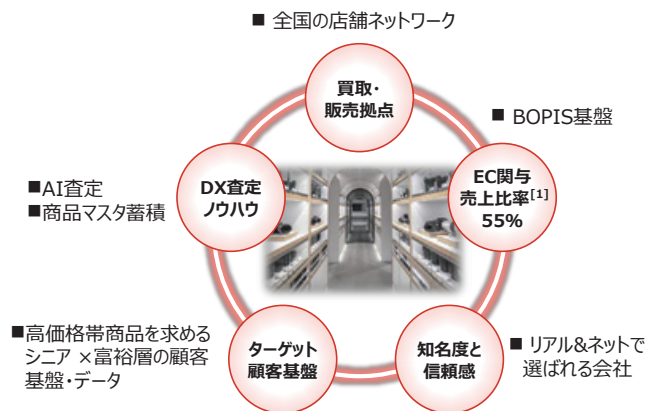 ■ 全国の店舗ネットワーク
買取・
販売拠点
■ BOPIS基盤
EC関与
売上比率[1]
55%
■AI査定
■商品マスタ蓄積
DX査定
ノウハウ
■高価格帯商品を求める
シニア ×富裕層の顧客
基盤・データ
ターゲット
顧客基盤
知名度と
信頼感
■ リアル&ネットで
選ばれる会社